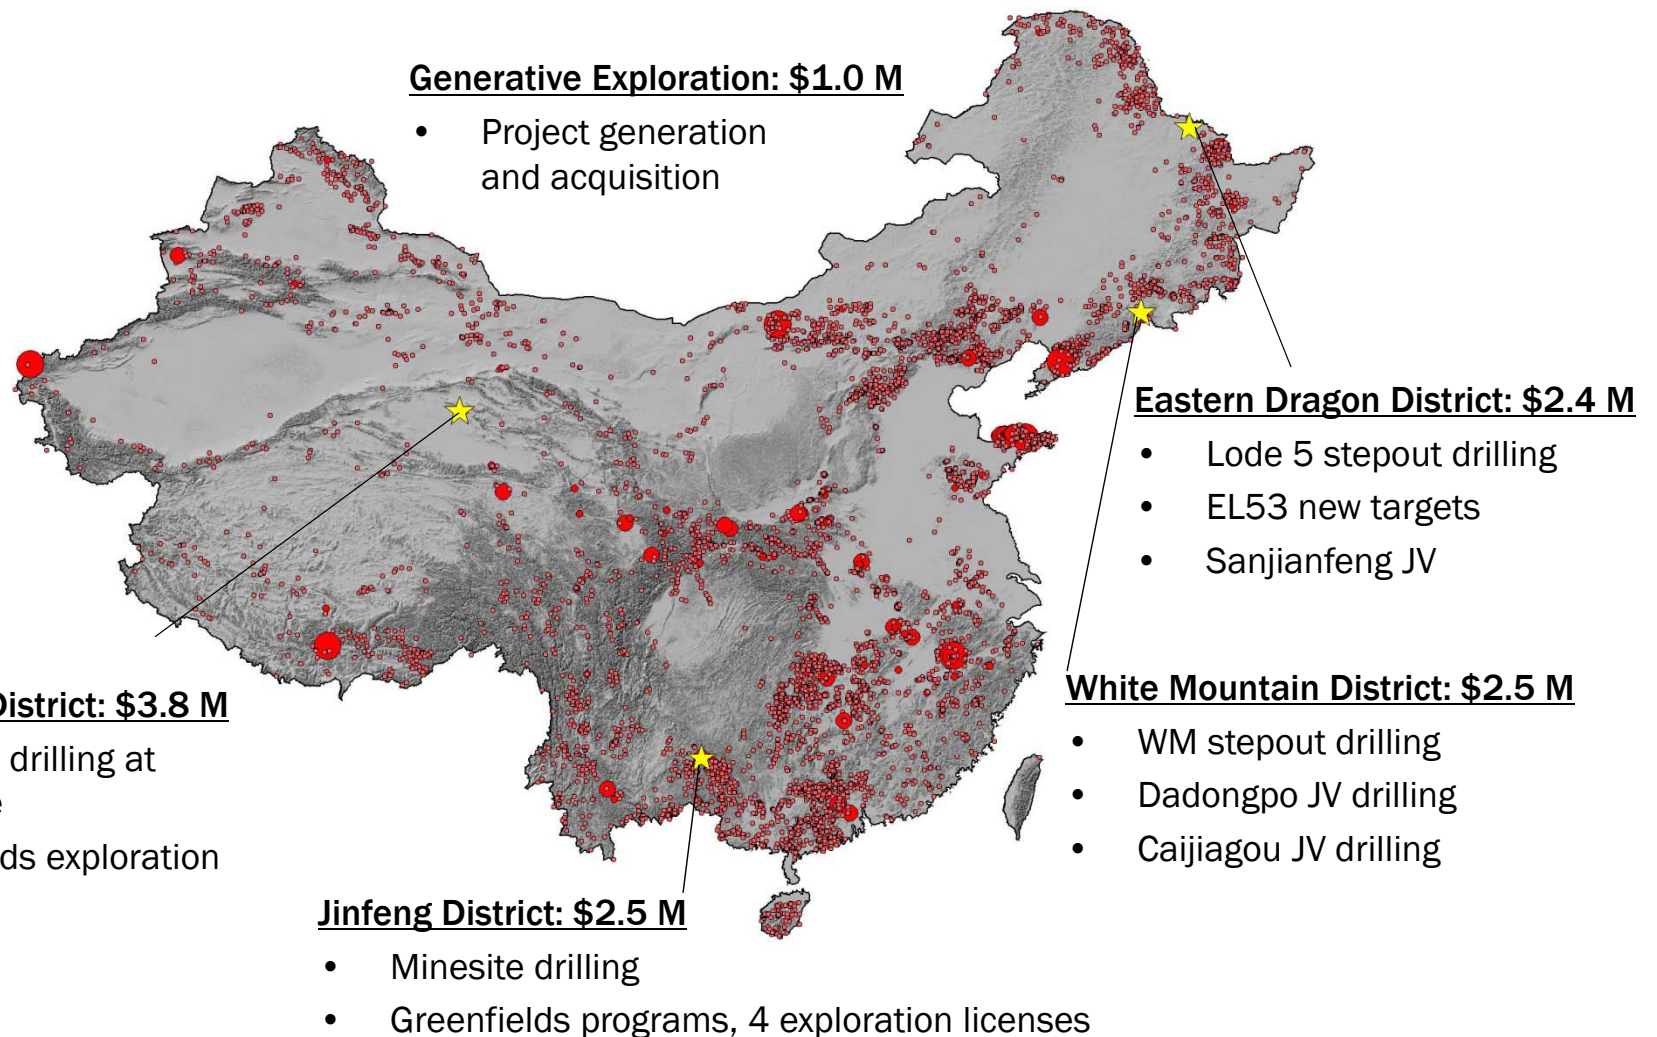 Generative Exploration: $1.0 M
• Project generation
and acquisition
Eastern Dragon District: $2.4 M
• Lode 5 stepout drilling
• EL53 new targets
• Sanjianfeng JV
White Mountain District: $2.5 M
• WM stepout drilling
• Dadongpo JV drilling
• Caijiagou JV drilling
District: $3.8 M
drilling at
ds exploration
Jinfeng District: $2.5 M
• Minesite drilling
• Greenfields programs, 4 exploration licenses